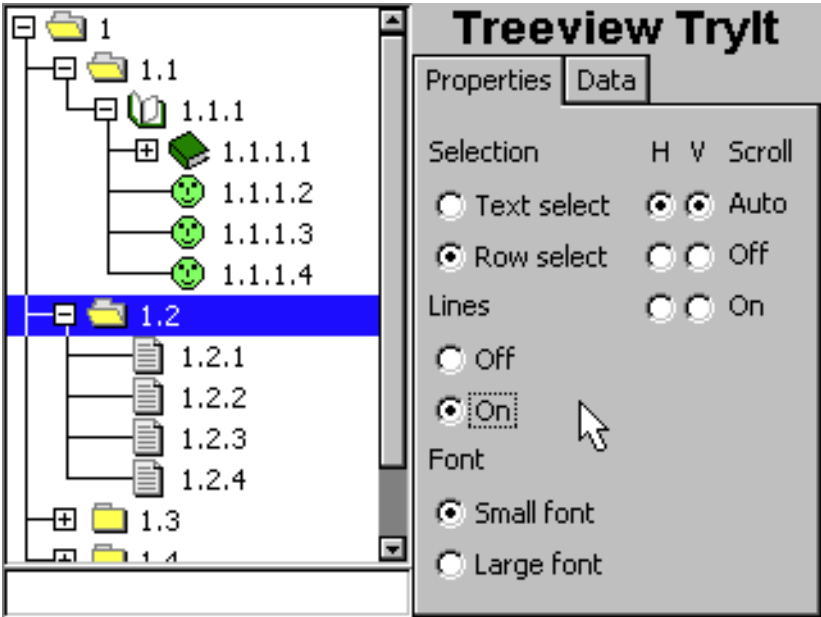 1
1.1
1.1.1
1.1.1.1
1.1.1.2
1.1.1.3
1.1.1.4
1.2
1.2.1
1.2.2
1.2.3
1.2.4
1.3
1.4
Treeview TryIt
Properties Data
Selection H V Scroll
Text select Auto
Row select Off
Lines On
Off
On
Font
Small font
Large font